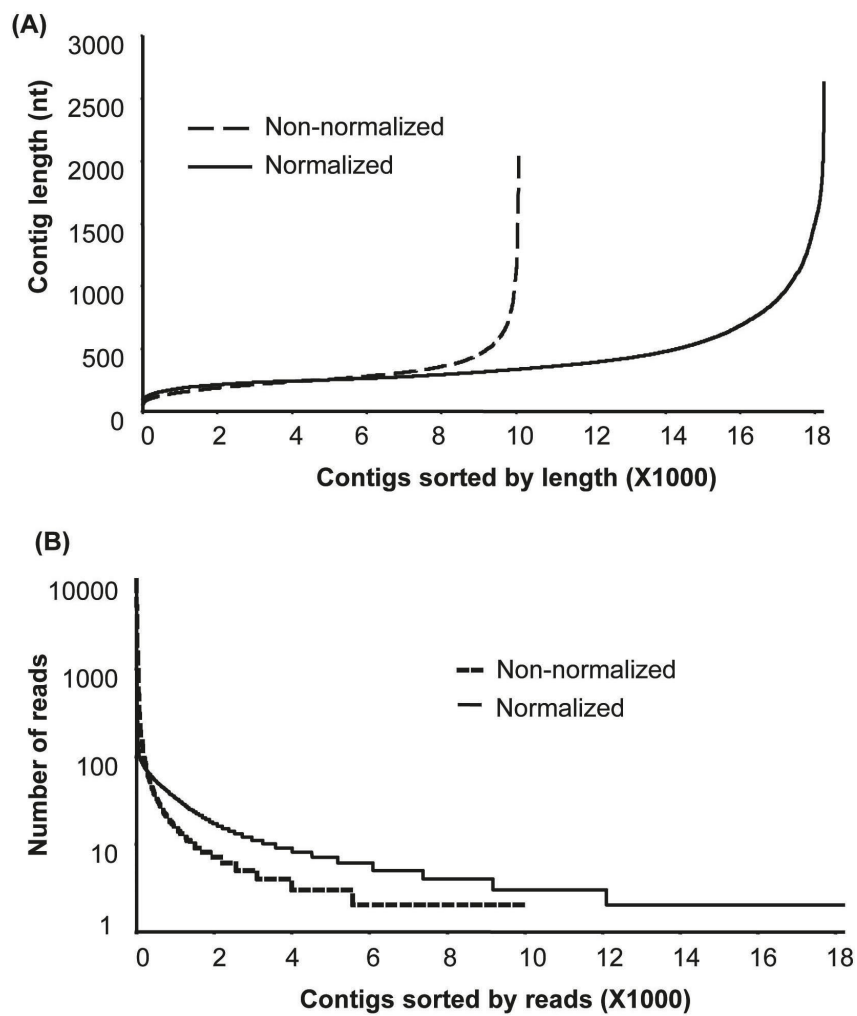 (A)
3000
2500
2000
1500
1000
500
0
Contig length (nt)
Non-normalized
Normalized
0 2 4 6 8 10 12 14 16 18
Contigs sorted by length (X1000)
(B)
10000
1000
100
10
1
Number of reads
Non-normalized
Normalized
0 2 4 6 8 10 12 14 16 18
Contigs sorted by reads (X1000)